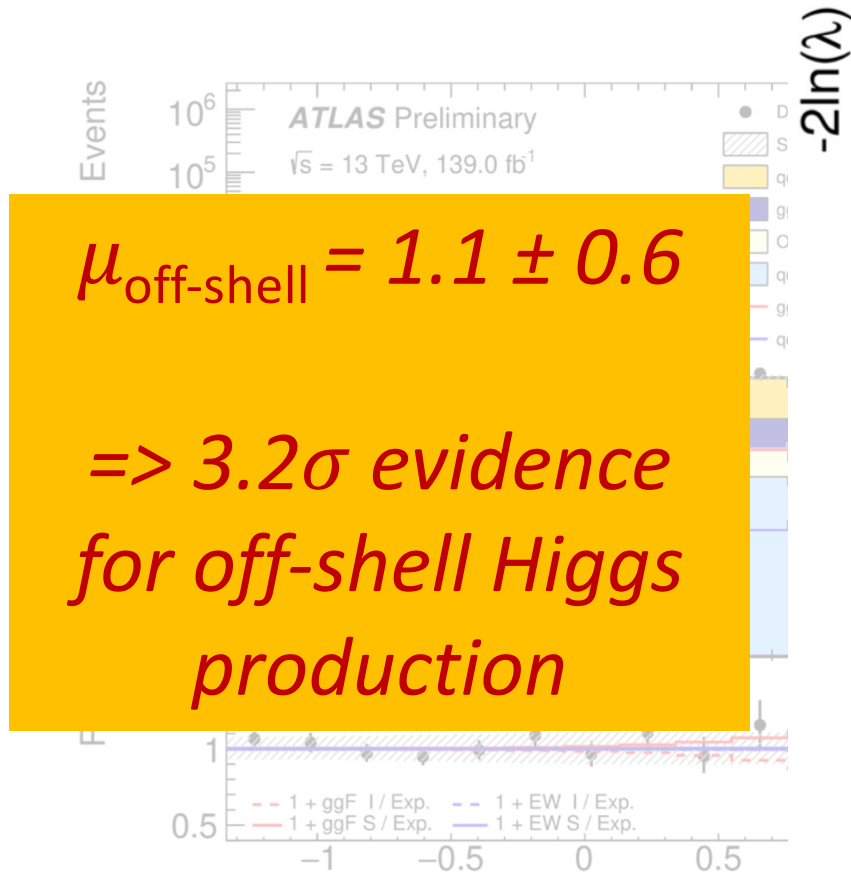 -2ln(λ)
Events
10⁶
ATLAS Preliminary
10⁵
√s = 13 TeV, 139.0 fb⁻¹
μoff-shell = 1.1 ± 0.6
=> 3.2σ evidence
for off-shell Higgs
production
1
1 + ggF I / Exp.
1 + EW I / Exp.
0.5
1 + ggF S / Exp.
1 + EW S / Exp.
−1
−0.5
0
0.5